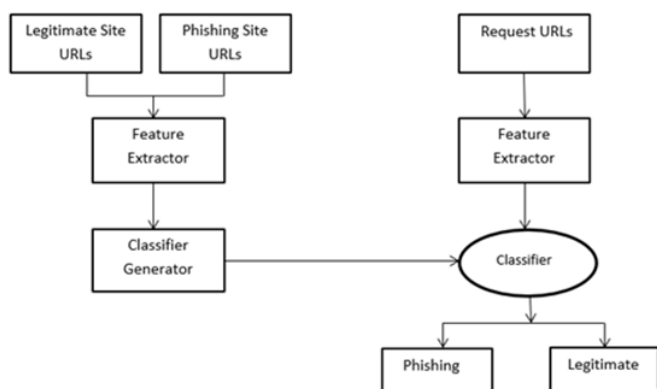 Legitimate Site
URLs
Phishing Site
URLs
Request URLs
Feature
Extractor
Feature
Extractor
Classifier
Generator
Classifier
Phishing
Legitimate